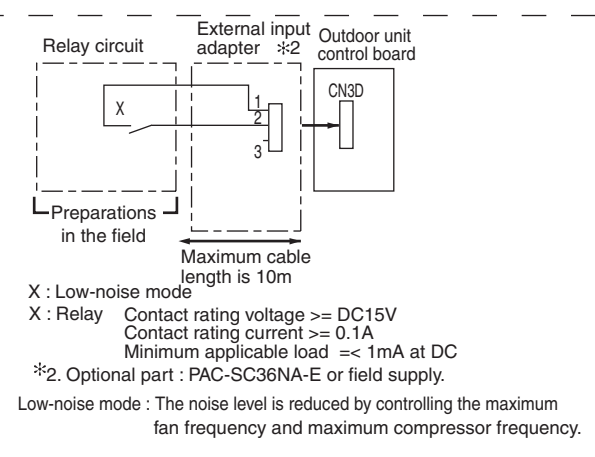 Relay circuit
External input
adapter ✻2
Outdoor unit
control board
CN3D
X
1
2
3
Preparations
in the field
Maximum cable
length is 10m
X : Low-noise mode
X : Relay Contact rating voltage >= DC15V
Contact rating current >= 0.1A
Minimum applicable load =< 1mA at DC
✻2. Optional part : PAC-SC36NA-E or field supply.
Low-noise mode : The noise level is reduced by controlling the maximum
fan frequency and maximum compressor frequency.